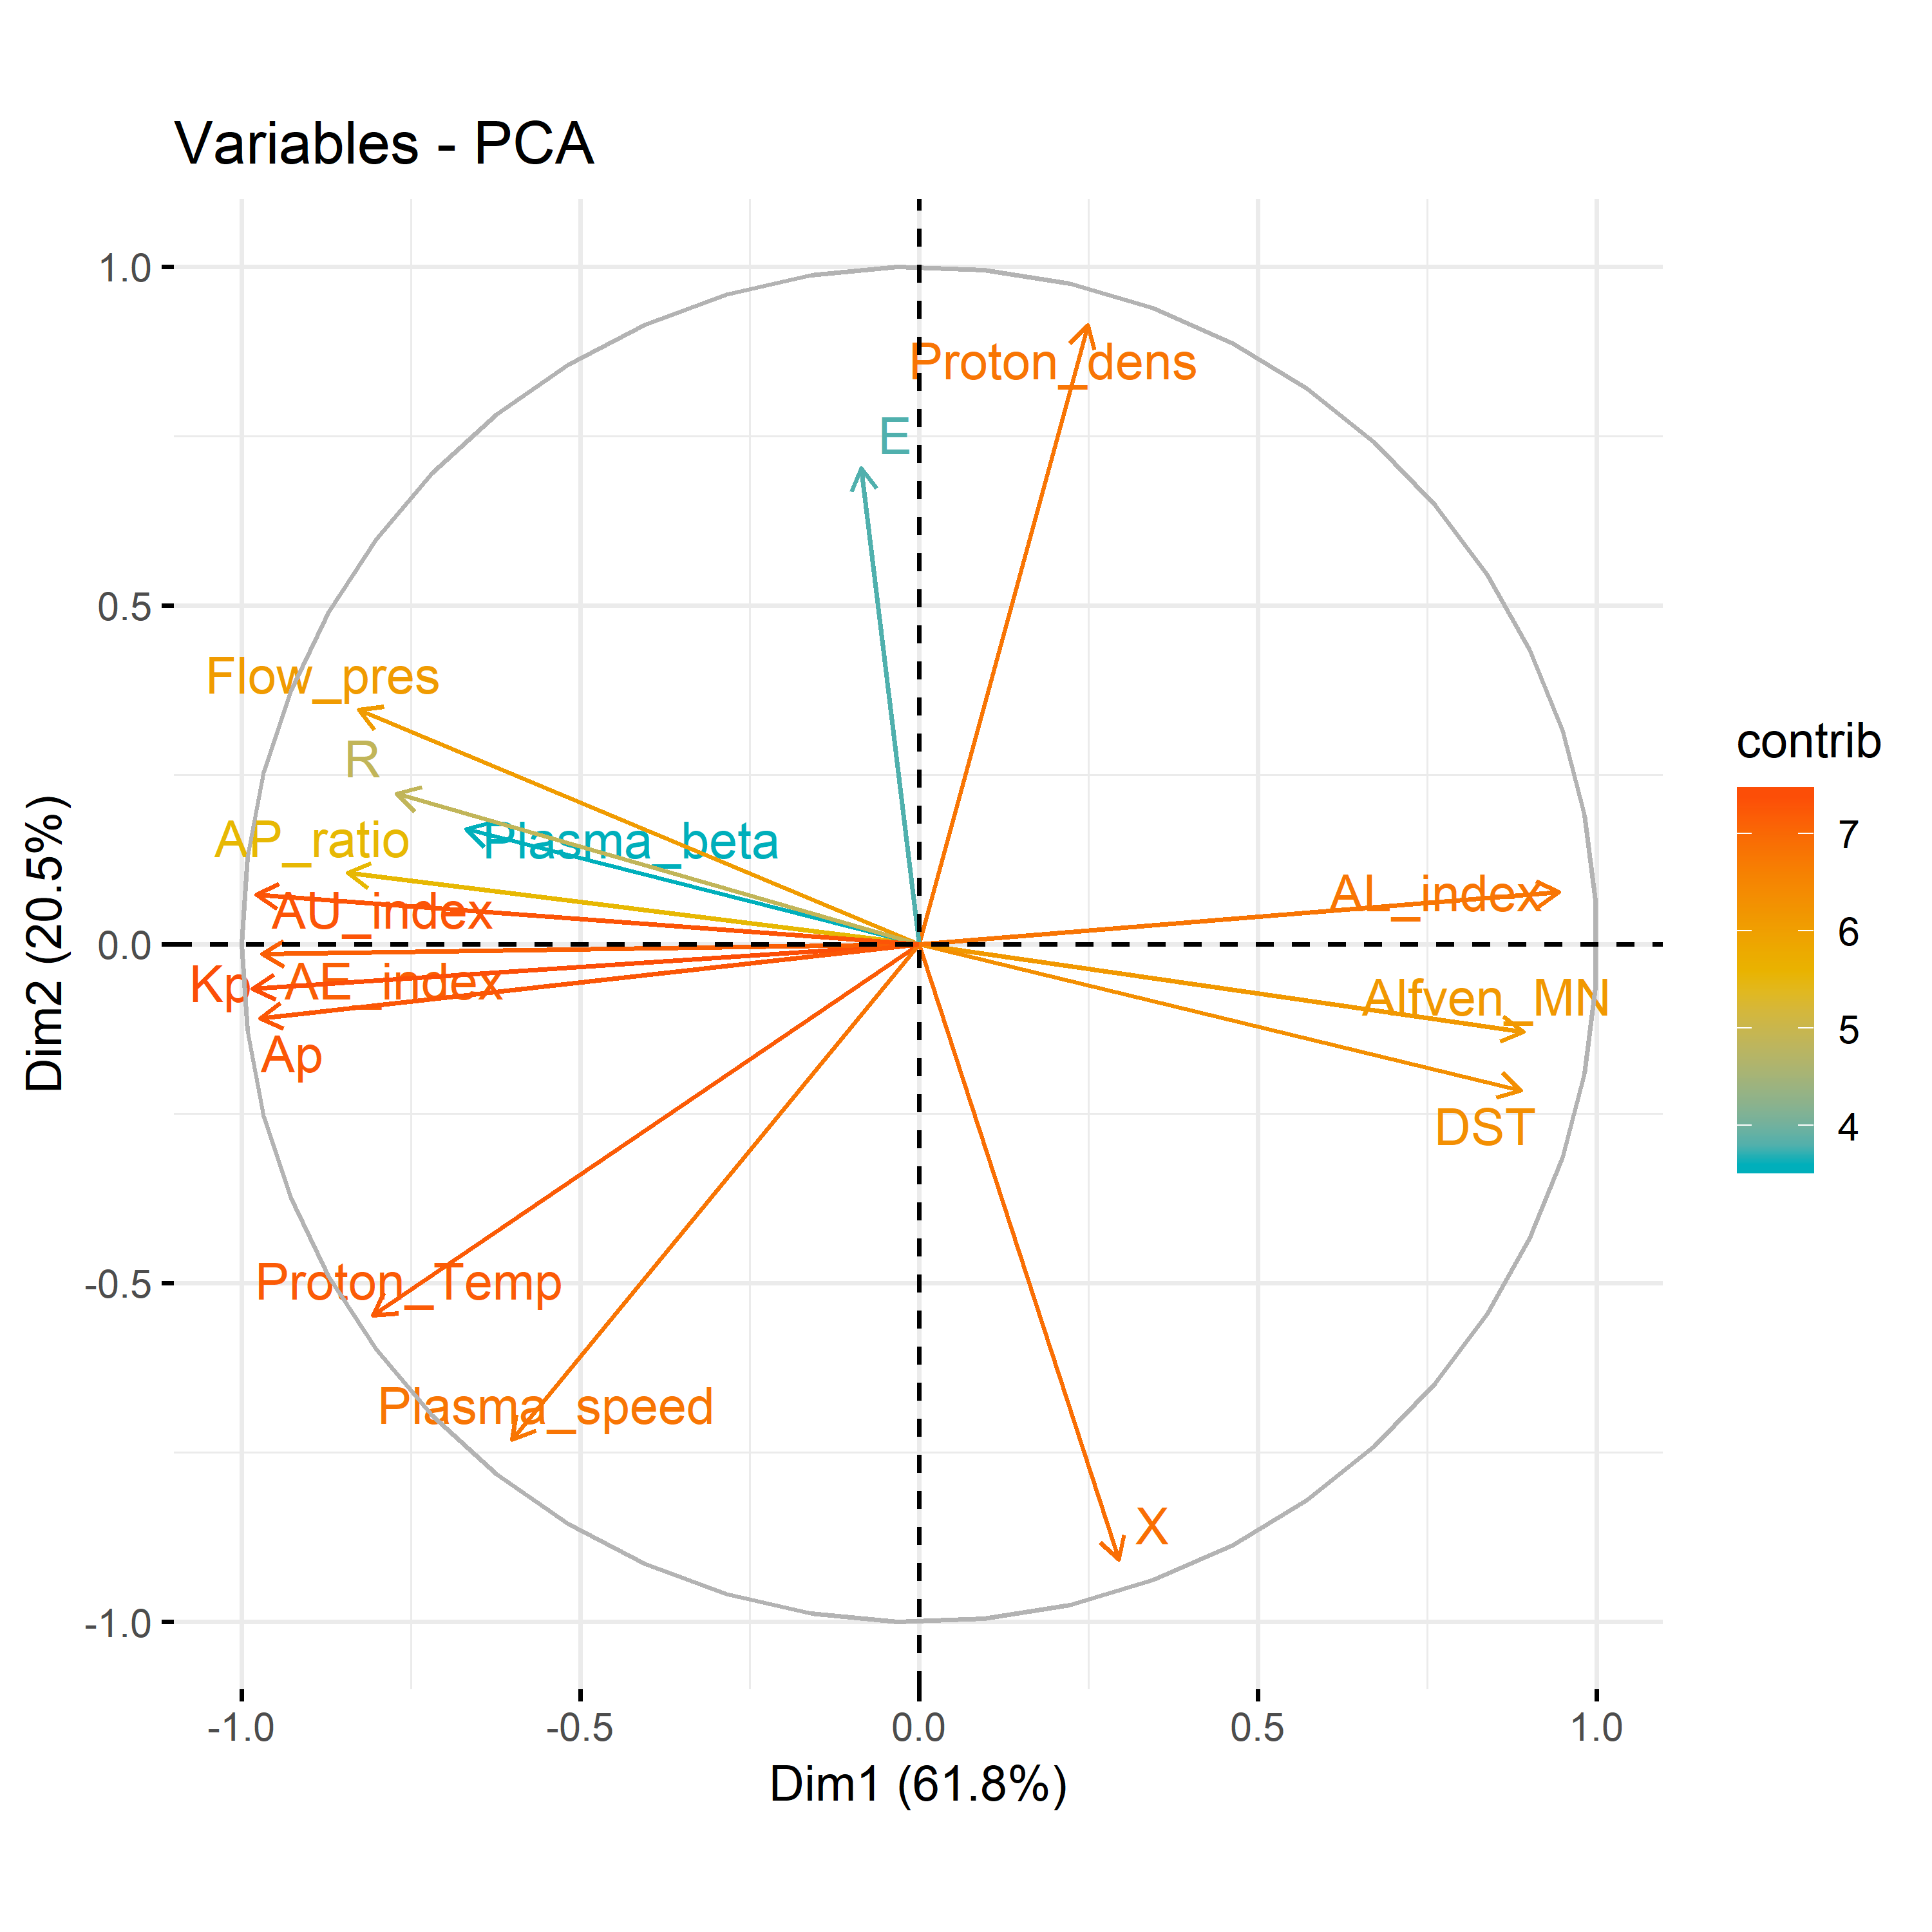 Variables - PCA
1.0
0.5
0.0
-0.5
-1.0
Dim2 (20.5%)
Proton_dens
E
Flow_pres
R
AP_ratio
Plasma_beta
AU_index
AL_index
Kp
AE_index
Alfven_MN
Ap
DST
Proton_Temp
Plasma_speed
X
-1.0
-0.5
0.0
0.5
1.0
Dim1 (61.8%)
contrib
7
6
5
4